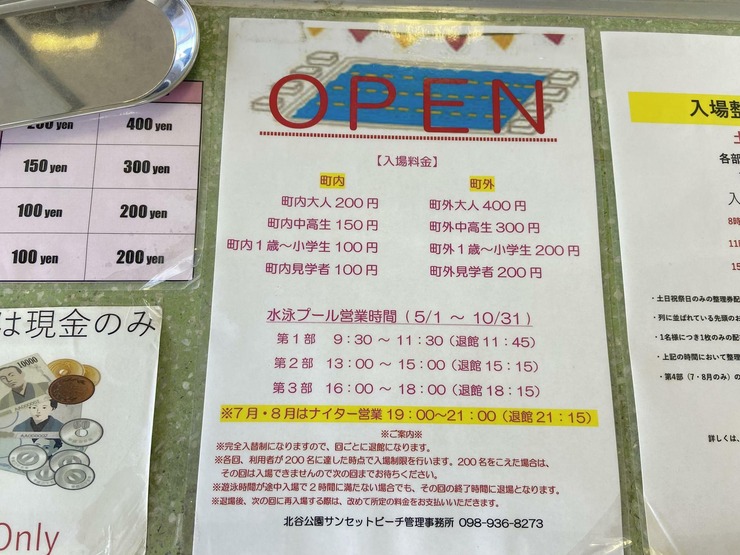 400 yen
150 yen
300 yen
100 yen
200 yen
100 yen
200 yen
は現金のみ
10000
Only
OPEN
【入場料金】
町内
町外
町内大人 200 円
町外大人 400 円
町内中高生 150 円
町外中高生 300 円
町内1歳～小学生 100 円
町外1歳～小学生 200 円
町内見学者 100 円
町外見学者 200 円
水泳プール営業時間 ( 5/1 ～ 10/31 )
第1部 9:30 ～ 11:30 (退館 11:45)
第2部 13:00 ～ 15:00 (退館 15:15)
第3部 16:00 ～ 18:00 (退館 18:15)
※7月・8月はナイター営業 19:00～21:00 (退館 21:15)
※ご案内※
※完全入替制になりますので、回ごとに退館になります。
※各回、利用者が 200 名に達した時点で入場制限を行います。200 名をこえた場合は、
その回は入場できませんので次の回までお待ちください。
※遊泳時間が途中入場で2時間に満たない場合でも、その回の終了時間に退場となります。
※退場後、次の回に再入場する際は、改めて所定の料金をお支払いいただきます。
北谷公園サンセットビーチ管理事務所 098-936-8273
入場整
各部
入
8時
11
15
・土日祝祭日のみの整理券配
・列に並ばれている先頭のお
・1名様につき1枚のみの配
・上記の時間において整理
・第4部(7・8月のみ)の
詳しくは、